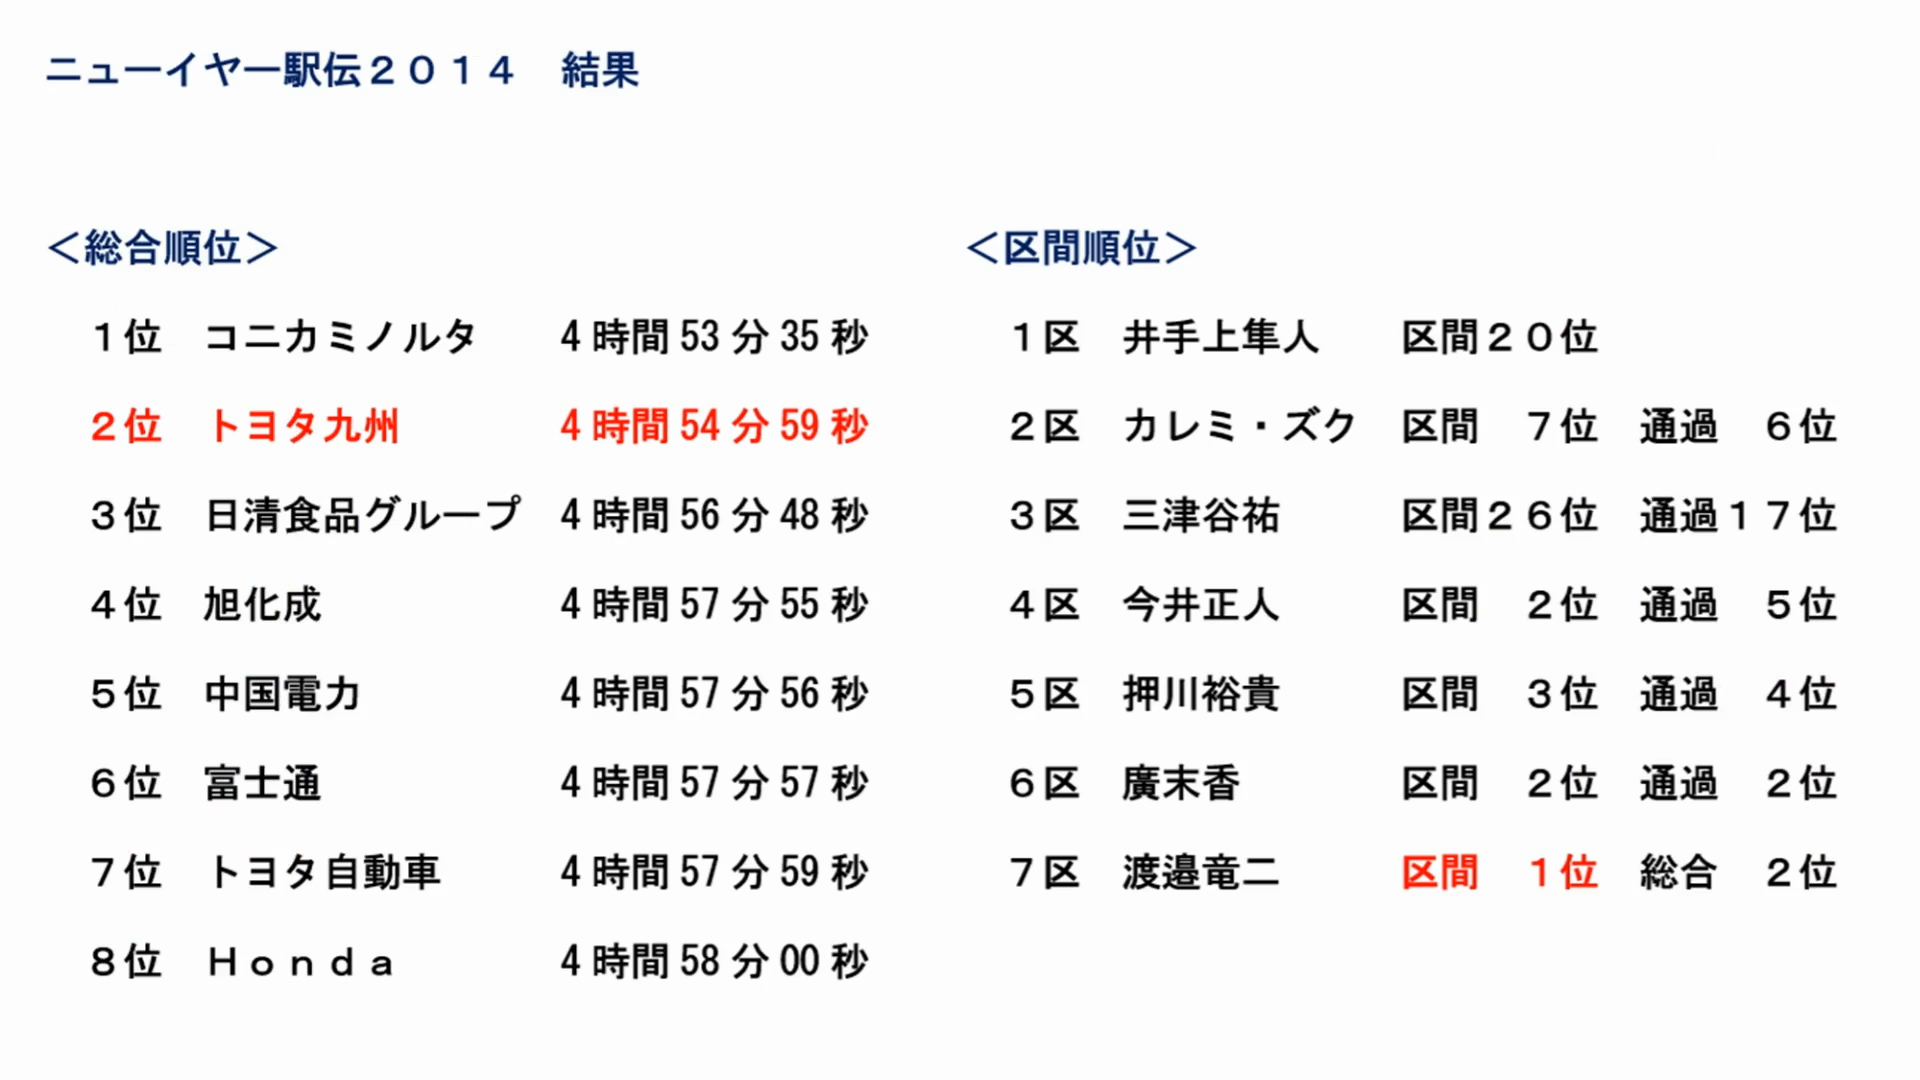 ニューイヤー駅伝２０１４　結果
＜総合順位＞
１位　コニカミノルタ　4時間53分35秒
２位　トヨタ九州　4時間54分59秒
３位　日清食品グループ　4時間56分48秒
４位　旭化成　4時間57分55秒
５位　中国電力　4時間57分56秒
６位　富士通　4時間57分57秒
７位　トヨタ自動車　4時間57分59秒
８位　Ｈｏｎｄａ　4時間58分00秒
＜区間順位＞
１区　井手上隼人　区間２０位
２区　カレミ・ズク　区間　７位　通過　６位
３区　三津谷祐　区間２６位　通過１７位
４区　今井正人　区間　２位　通過　５位
５区　押川裕貴　区間　３位　通過　４位
６区　廣末香　区間　２位　通過　２位
７区　渡邉竜二　区間　１位　総合　２位